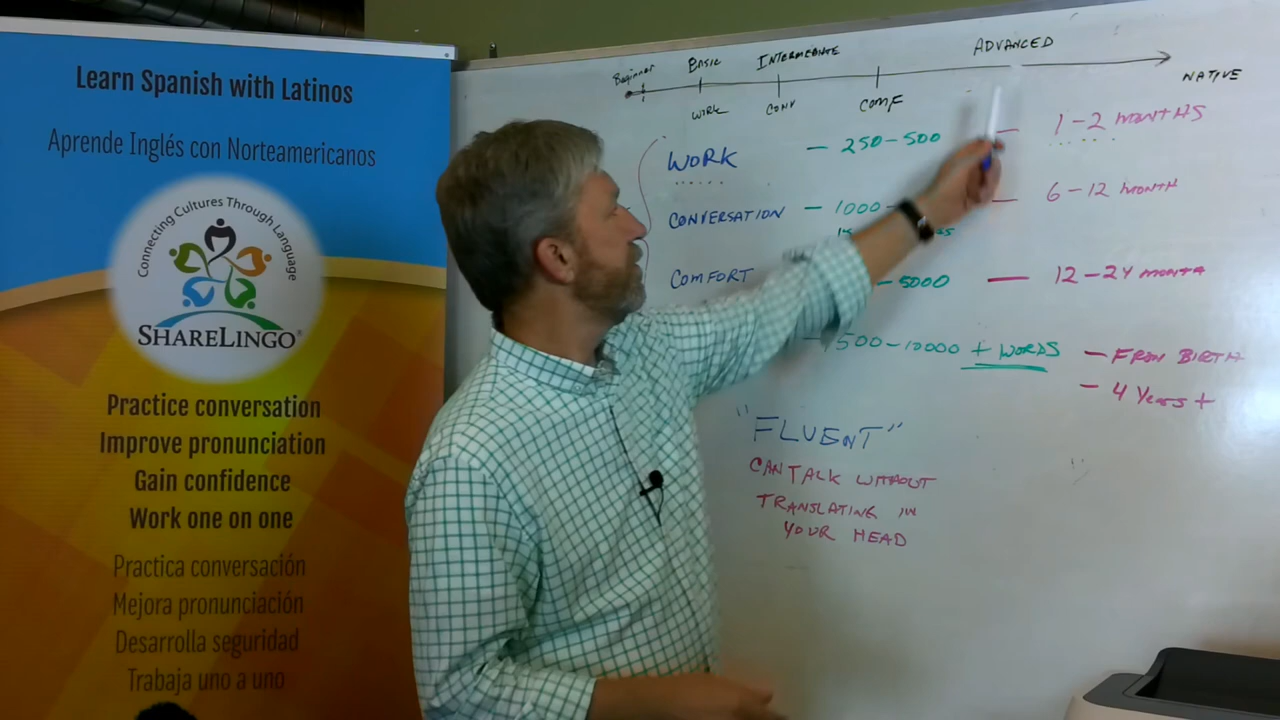 Learn Spanish with Latinos
Aprende Inglés con Norteamericanos
Connecting Cultures Through Language
SHARELINGO®
Practice conversation
Improve pronunciation
Gain confidence
Work one on one
Practica conversación
Mejora pronunciación
Desarrolla seguridad
Trabaja uno a uno
Beginner BASIC INTERMEDIATE ADVANCED
WORK CONV COMF NATIVE
WORK — 250-500 — 1-2 MONTHS
CONVERSATION — 1000 — 6-12 MONTH
COMFORT -5000 — 12-24 MONTH
500-10000 + WORDS — FROM BIRTH
— 4 Years +
"FLUENT"
CAN TALK WITHOUT
TRANSLATING IN
YOUR HEAD